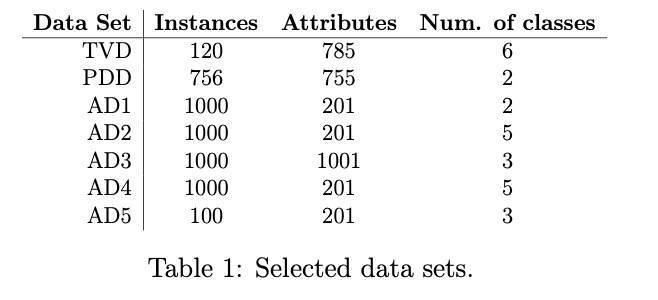 Data Set Instances Attributes Num. of classes
TVD 120 785 6
PDD 756 755 2
AD1 1000 201 2
AD2 1000 201 5
AD3 1000 1001 3
AD4 1000 201 5
AD5 100 201 3
Table 1: Selected data sets.